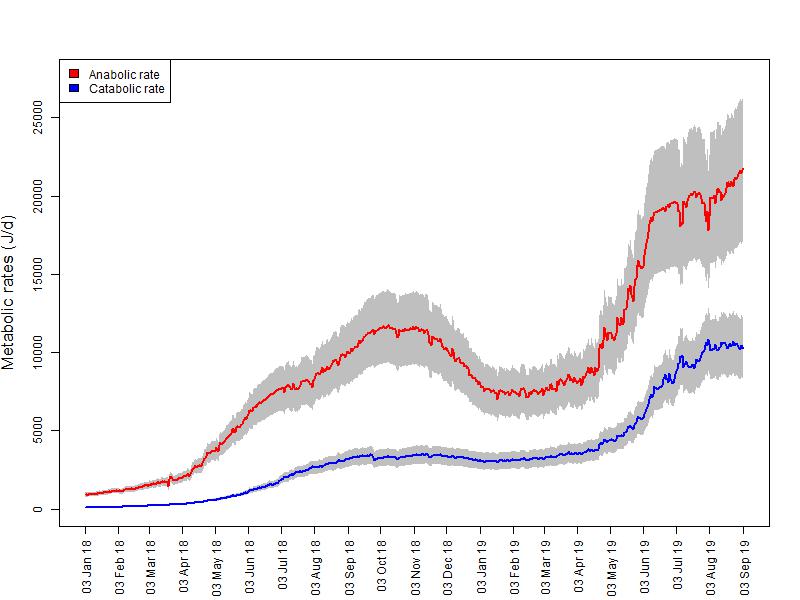 Anabolic rate
Catabolic rate
Metabolic rates (J/d)
25000
20000
15000
10000
5000
0
03 Jan 18
03 Feb 18
03 Mar 18
03 Apr 18
03 May 18
03 Jun 18
03 Jul 18
03 Aug 18
03 Sep 18
03 Oct 18
03 Nov 18
03 Dec 18
03 Jan 19
03 Feb 19
03 Mar 19
03 Apr 19
03 May 19
03 Jun 19
03 Jul 19
03 Aug 19
03 Sep 19